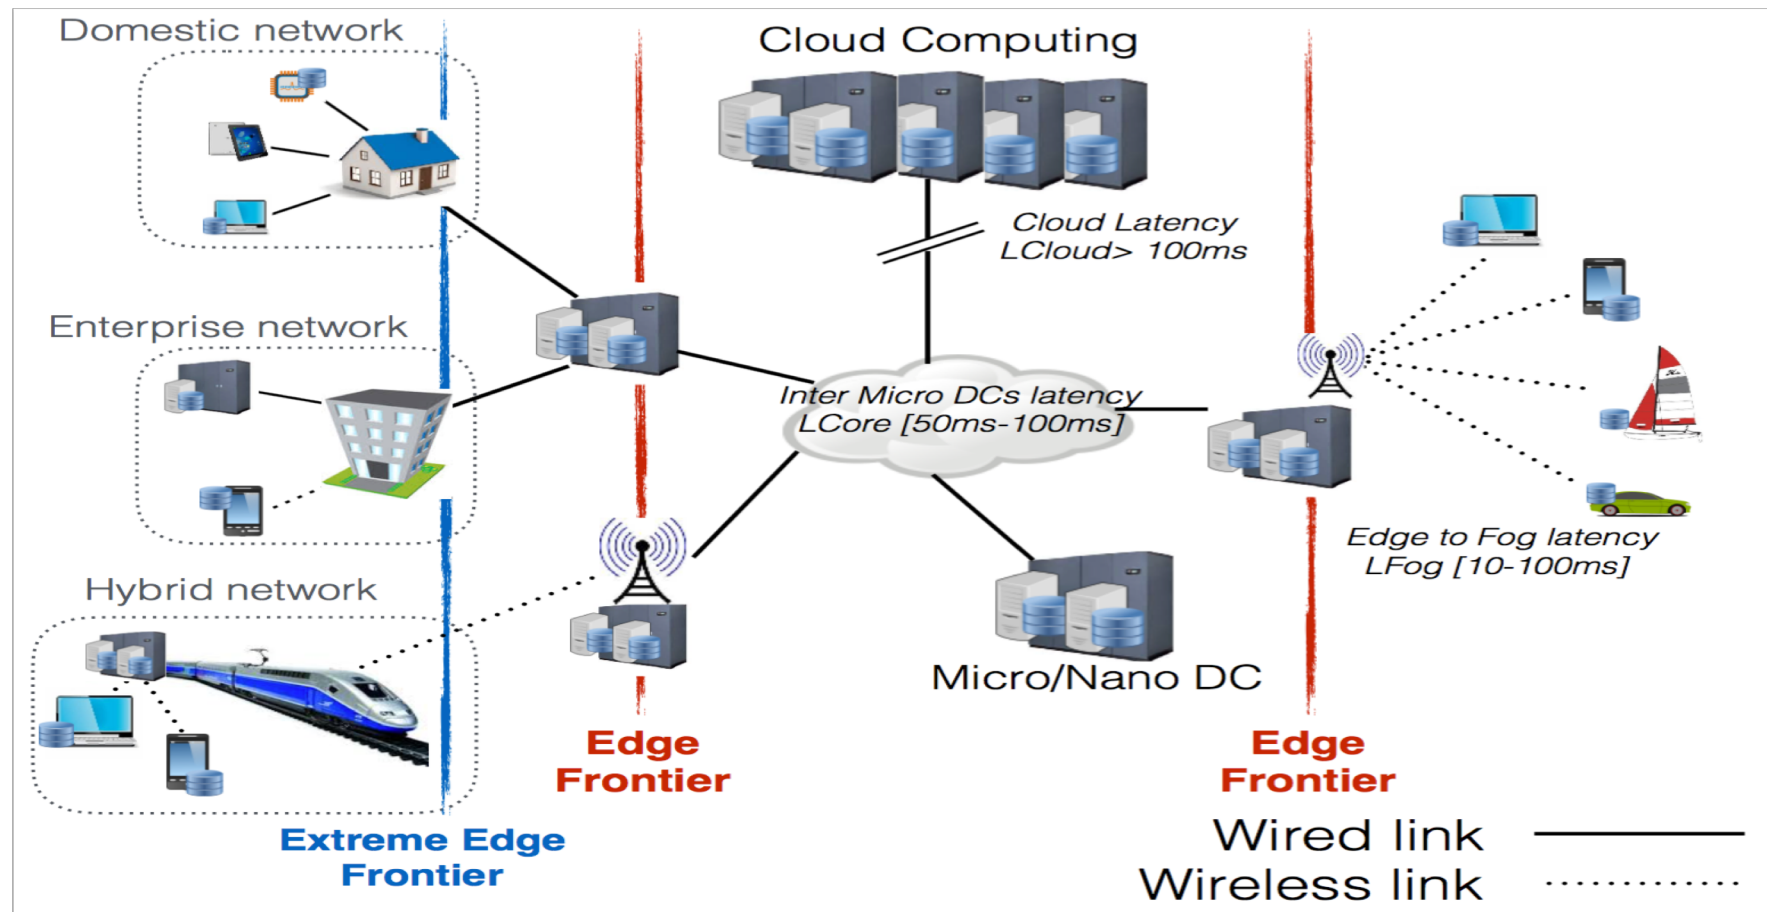 Domestic network
Cloud Computing
Cloud Latency
LCloud> 100ms
Enterprise network
Inter Micro DCs latency
LCore [50ms-100ms]
Edge to Fog latency
LFog [10-100ms]
Hybrid network
Micro/Nano DC
Edge
Frontier
Edge
Frontier
Extreme Edge
Frontier
Wired link
Wireless link